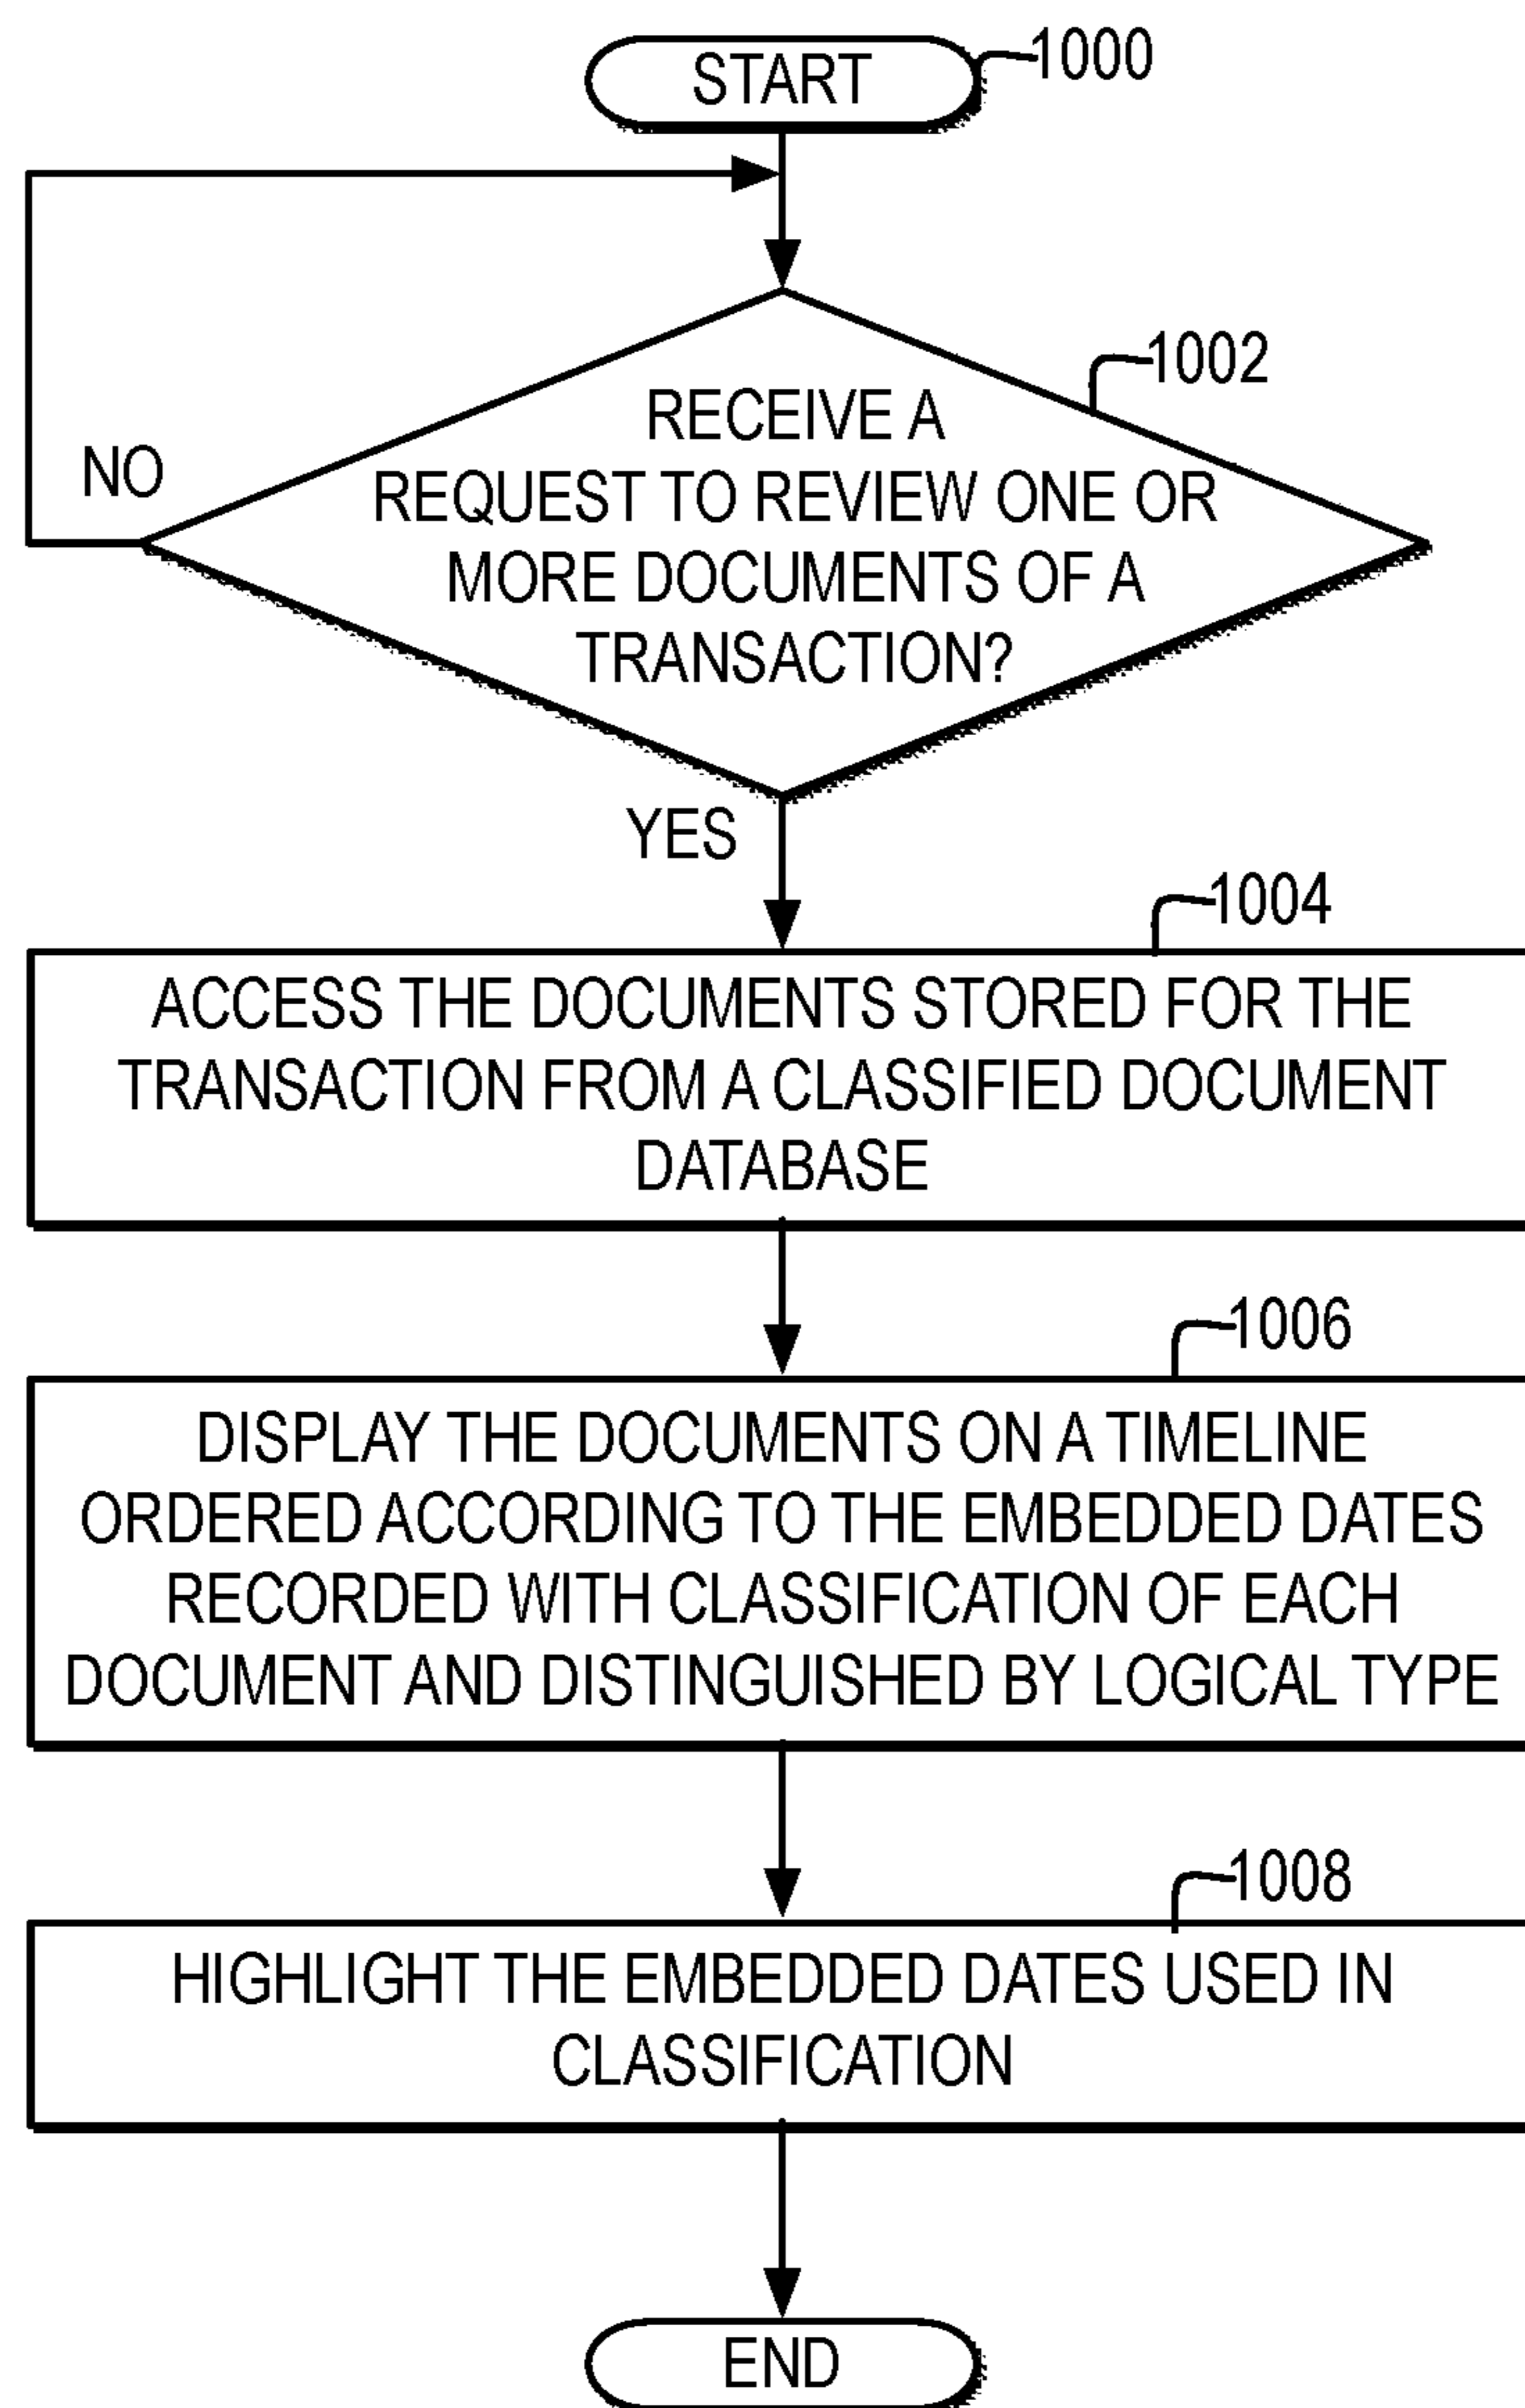 START
1000
1002
RECEIVE A
REQUEST TO REVIEW ONE OR
MORE DOCUMENTS OF A
TRANSACTION?
NO
YES
1004
ACCESS THE DOCUMENTS STORED FOR THE
TRANSACTION FROM A CLASSIFIED DOCUMENT
DATABASE
1006
DISPLAY THE DOCUMENTS ON A TIMELINE
ORDERED ACCORDING TO THE EMBEDDED DATES
RECORDED WITH CLASSIFICATION OF EACH
DOCUMENT AND DISTINGUISHED BY LOGICAL TYPE
1008
HIGHLIGHT THE EMBEDDED DATES USED IN
CLASSIFICATION
END